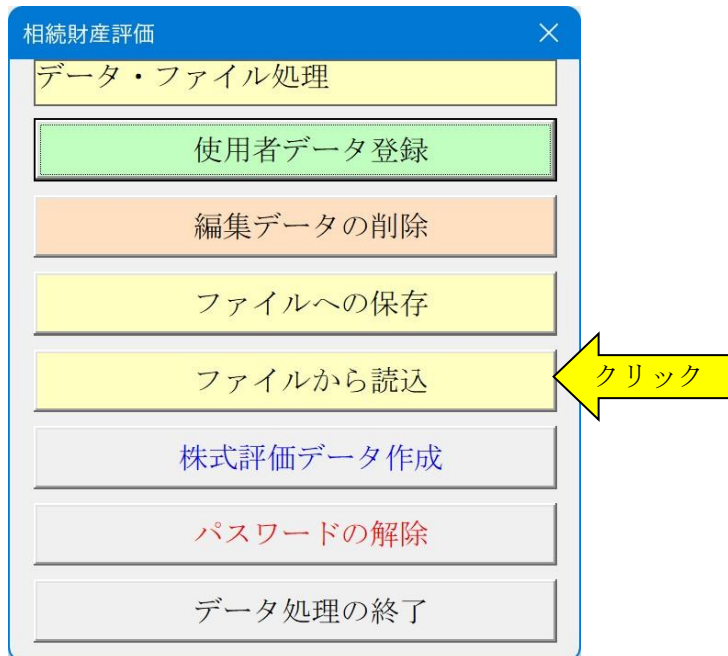 相続財産評価
データ・ファイル処理
使用者データ登録
編集データの削除
ファイルへの保存
ファイルから読込
クリック
株式評価データ作成
パスワードの解除
データ処理の終了